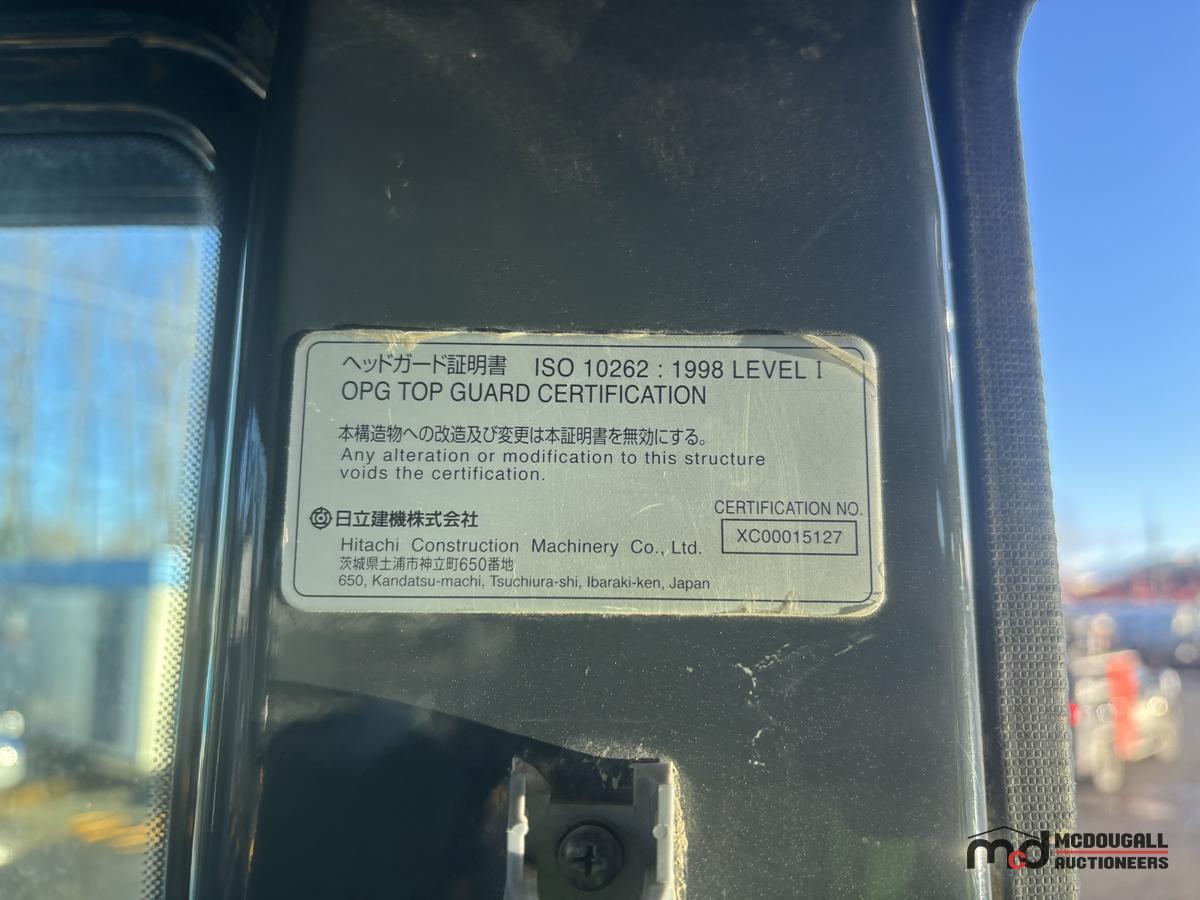 ヘッドガード証明書 ISO 10262 : 1998 LEVEL I
OPG TOP GUARD CERTIFICATION
本構造物への改造及び変更は本証明書を無効にする。
Any alteration or modification to this structure
voids the certification.
CERTIFICATION NO.
XC00015127
日立建機株式会社
Hitachi Construction Machinery Co., Ltd.
茨城県土浦市神立町650番地
650, Kandatsu-machi, Tsuchiura-shi, Ibaraki-ken, Japan
mcd MCDOUGALL
AUCTIONEERS